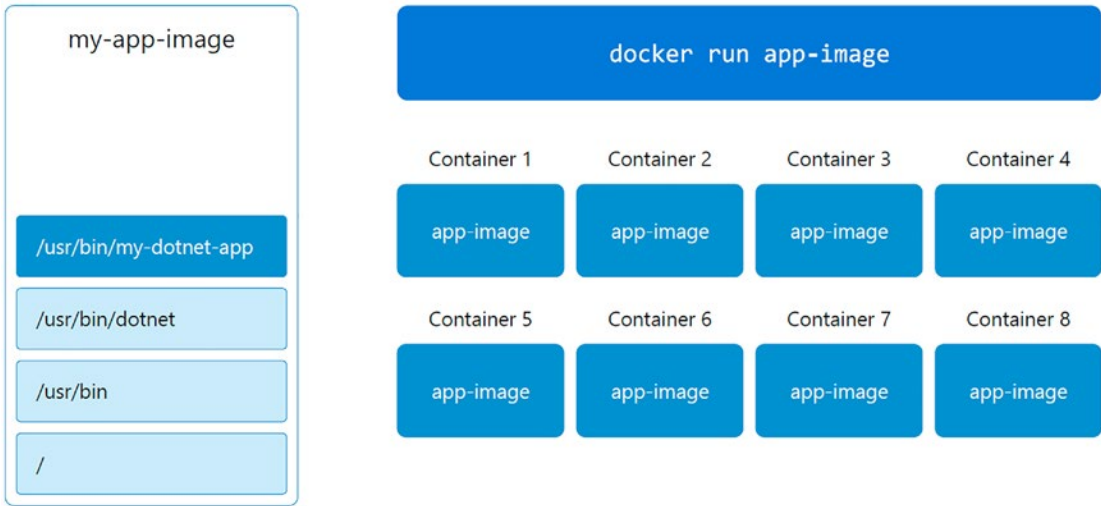 my-app-image
/usr/bin/my-dotnet-app
/usr/bin/dotnet
/usr/bin
/
docker run app-image
Container 1 Container 2 Container 3 Container 4
app-image app-image app-image app-image
Container 5 Container 6 Container 7 Container 8
app-image app-image app-image app-image